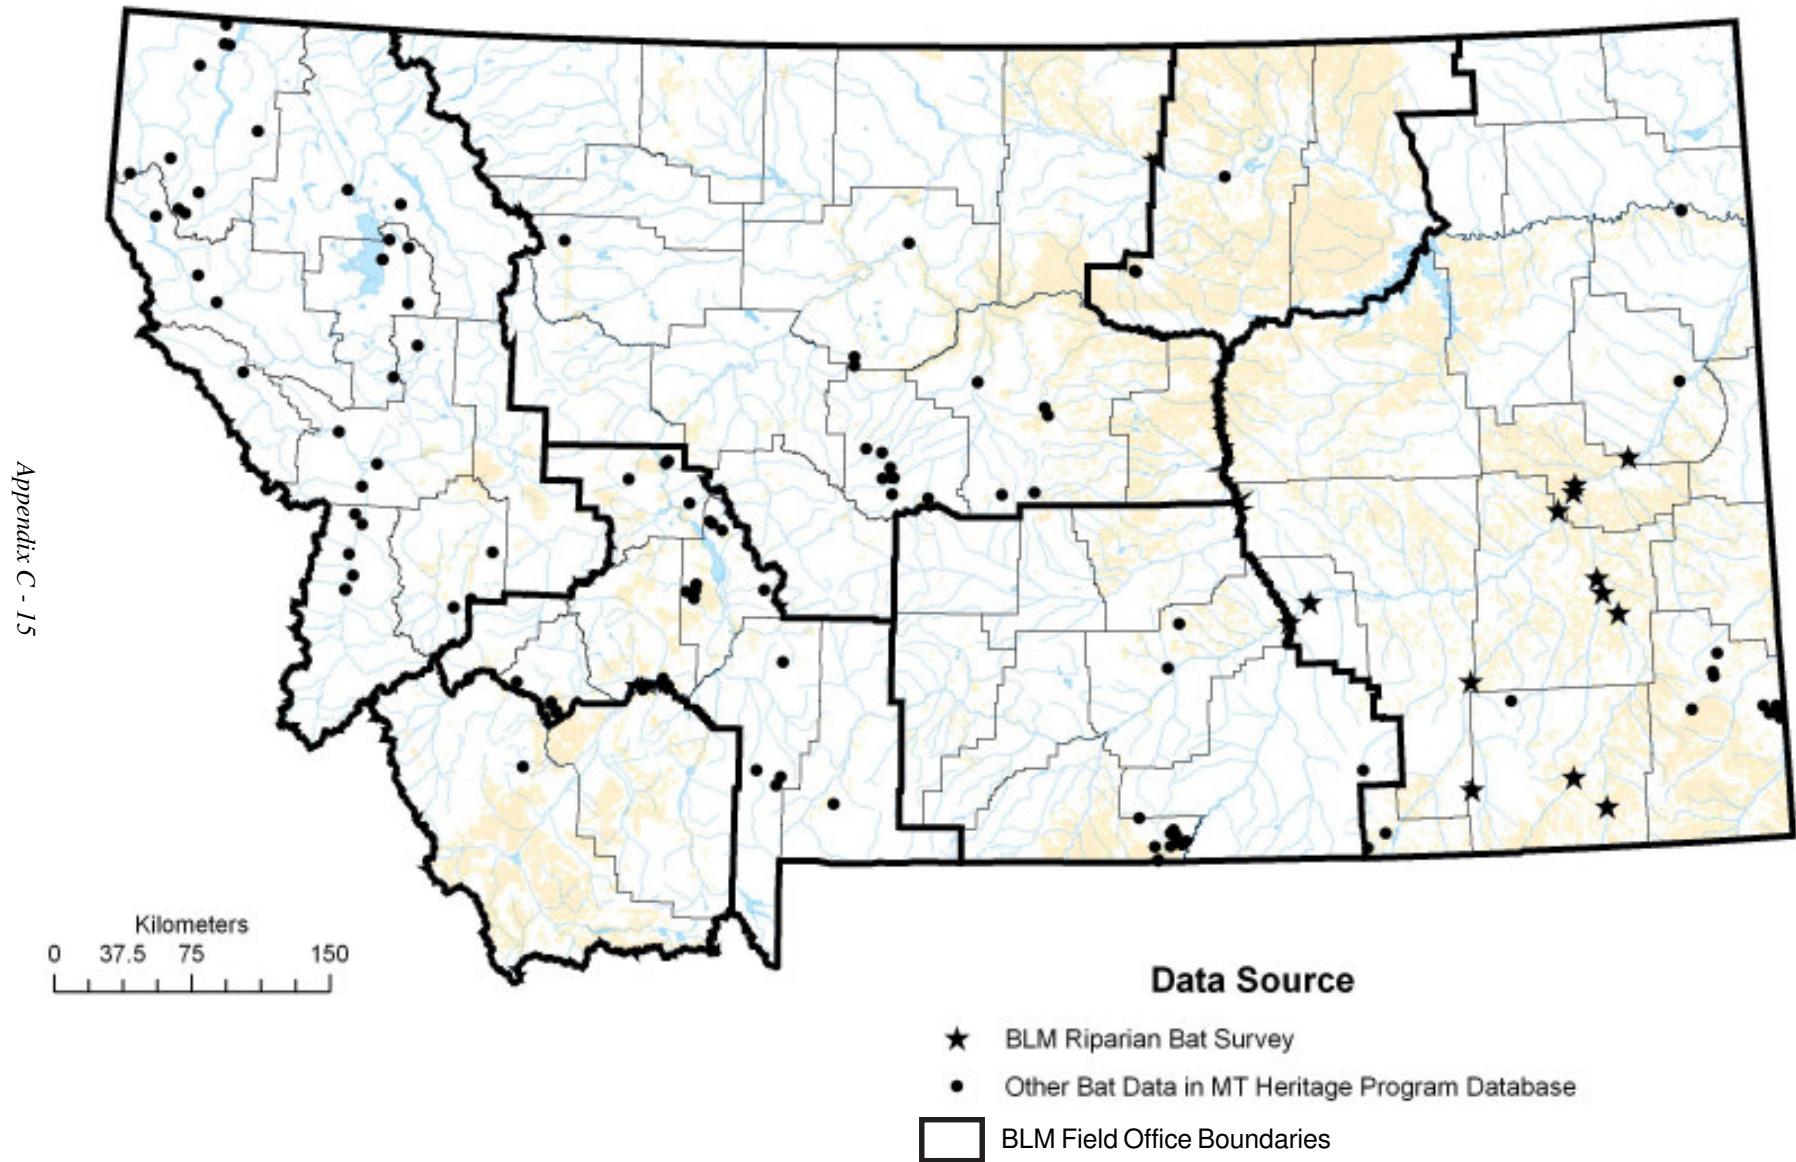 Appendix C - 15
Kilometers
0 37.5 75 150
Data Source
BLM Riparian Bat Survey
Other Bat Data in MT Heritage Program Database
BLM Field Office Boundaries